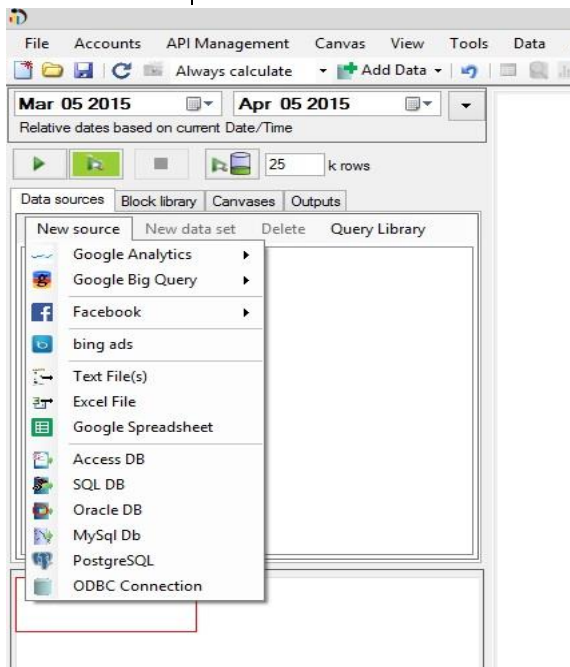 File Accounts API Management Canvas View Tools Data
Always calculate Add Data
Mar 05 2015 Apr 05 2015
Relative dates based on current Date/Time
25 k rows
Data sources Block library Canvases Outputs
New source New data set Delete Query Library
Google Analytics
Google Big Query
Facebook
bing ads
Text File(s)
Excel File
Google Spreadsheet
Access DB
SQL DB
Oracle DB
MySql Db
PostgreSQL
ODBC Connection